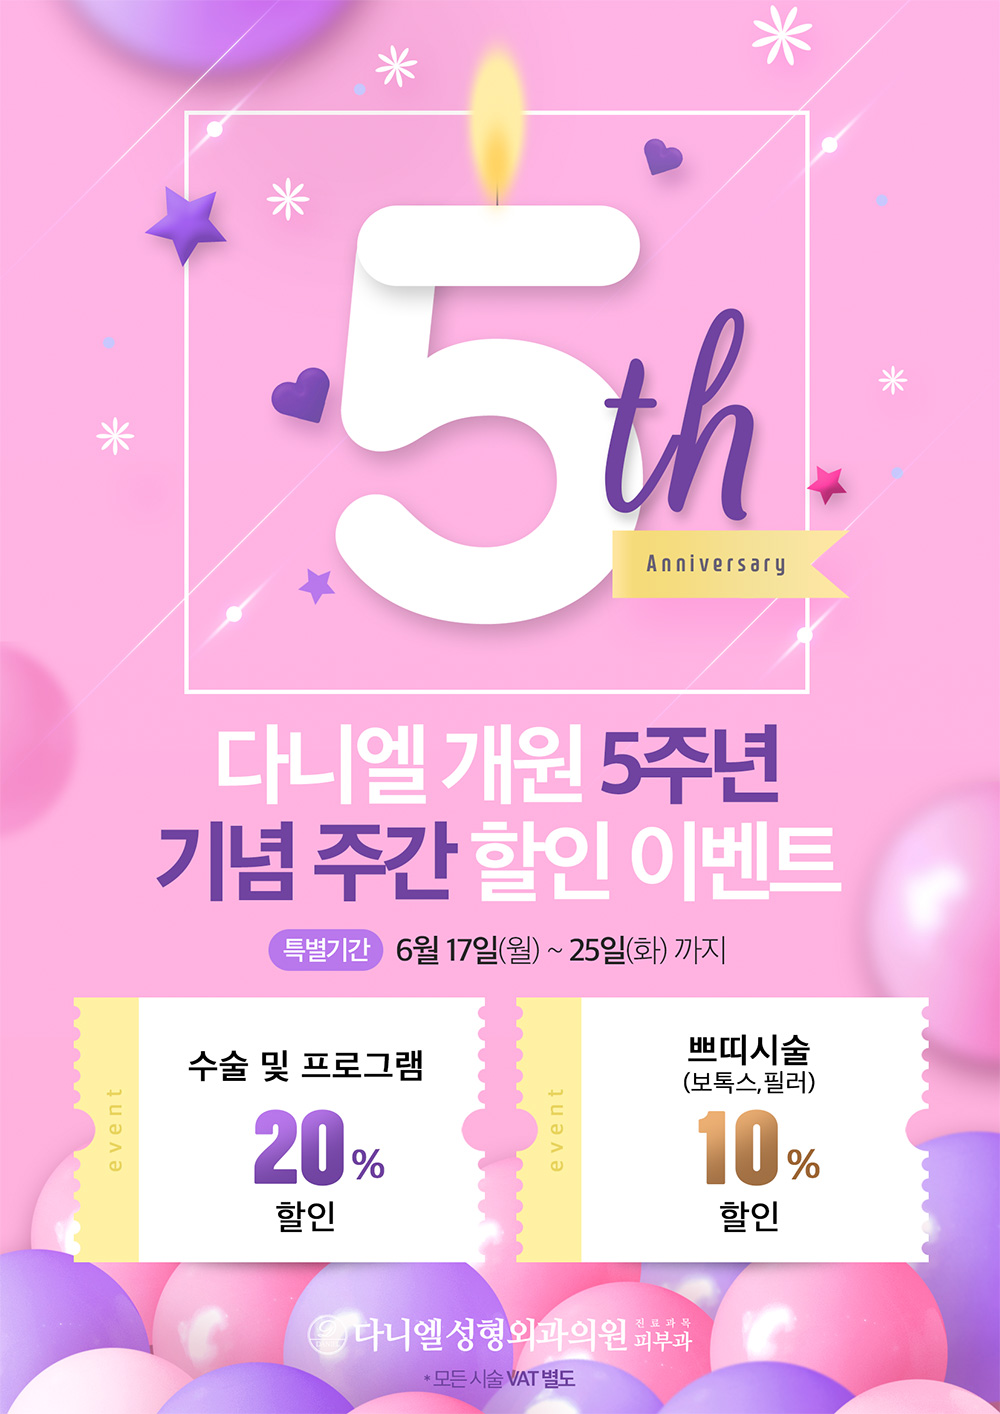 5th
Anniversary
다니엘 개원 5주년
기념 주간 할인 이벤트
특별기간 6월 17일(월) ~ 25일(화) 까지
event
수술 및 프로그램
20%
할인
event
쁘띠시술
(보톡스,필러)
10%
할인
다니엘성형외과의원 진료과목 피부과
* 모든 시술 VAT 별도